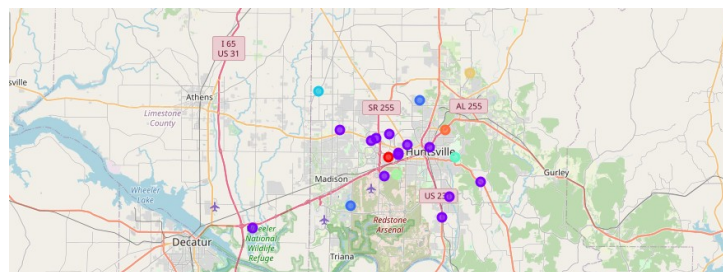 I 65
US 31
sville
Athens
SR 255
AL 255
Limestone
County
Huntsville
Madison
Gurley
Wheeler
Lake
US 23
Redstone
Arsenal
Decatur
Wheeler
National
Wildlife
Refuge
Triana